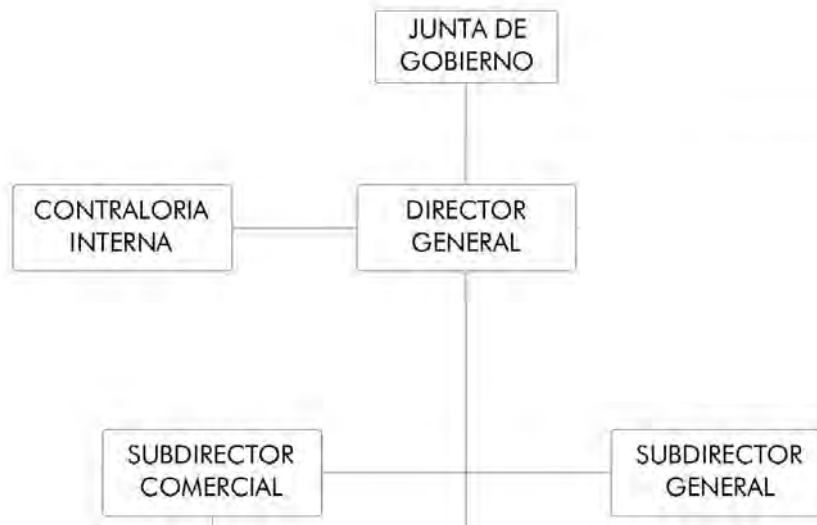 JUNTA DE
GOBIERNO
CONTRALORIA
INTERNA
DIRECTOR
GENERAL
SUBDIRECTOR
COMERCIAL
SUBDIRECTOR
GENERAL